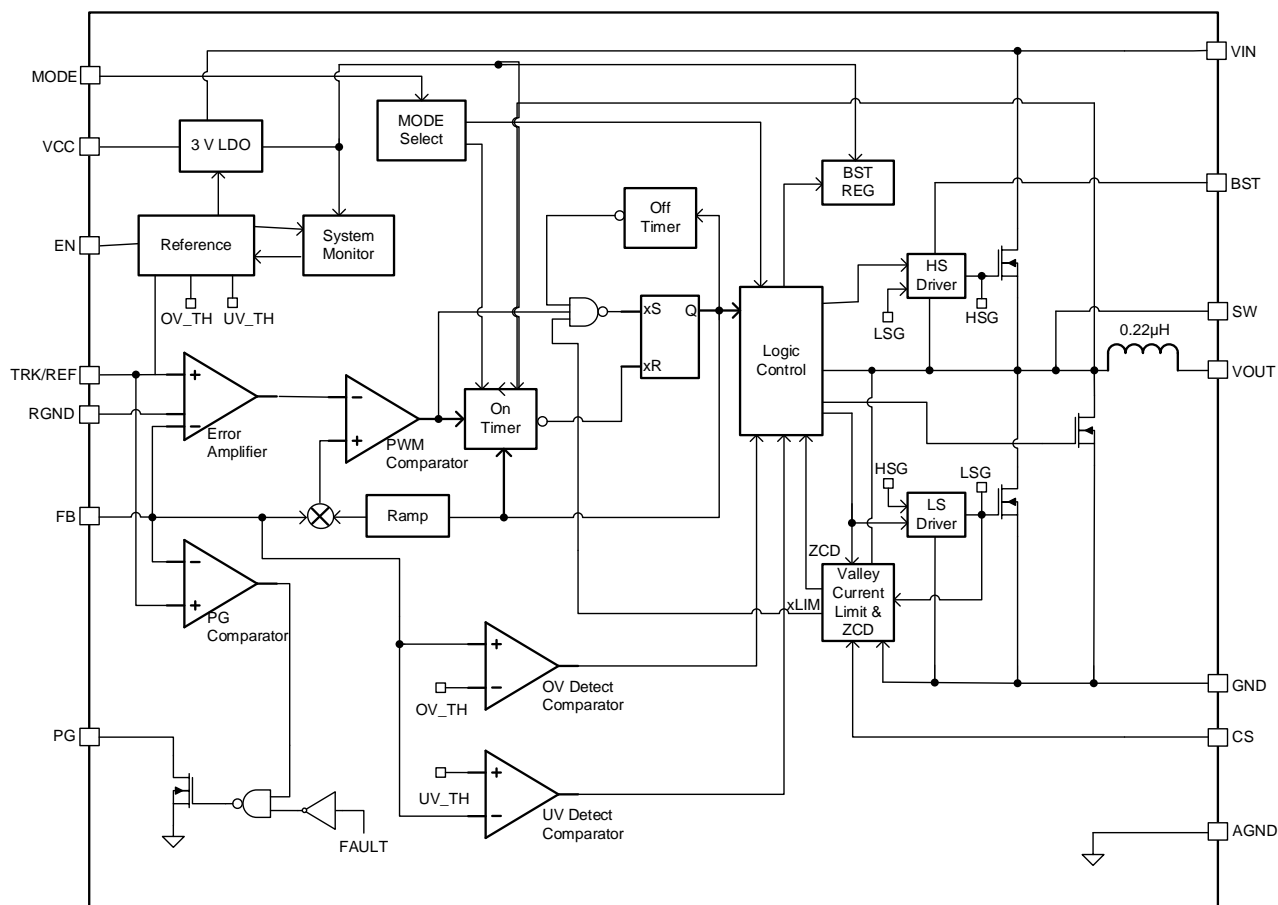 VIN
MODE
MODE
Select
VCC
3 V LDO
BST
REG
BST
Off
Timer
EN
Reference
System
Monitor
HS
Driver
OV_TH
UV_TH
LSG
HSG
SW
xS
Q
0.22µH
Logic
Control
xR
TRK/REF
VOUT
RGND
+
−
Error
Amplifier
−
+
PWM
Comparator
On
Timer
HSG
LSG
LS
Driver
FB
Ramp
ZCD
Valley
Current
Limit &
ZCD
xLIM
−
+
PG
Comparator
+
−
OV_TH
OV Detect
Comparator
GND
PG
CS
+
−
UV_TH
UV Detect
Comparator
FAULT
AGND